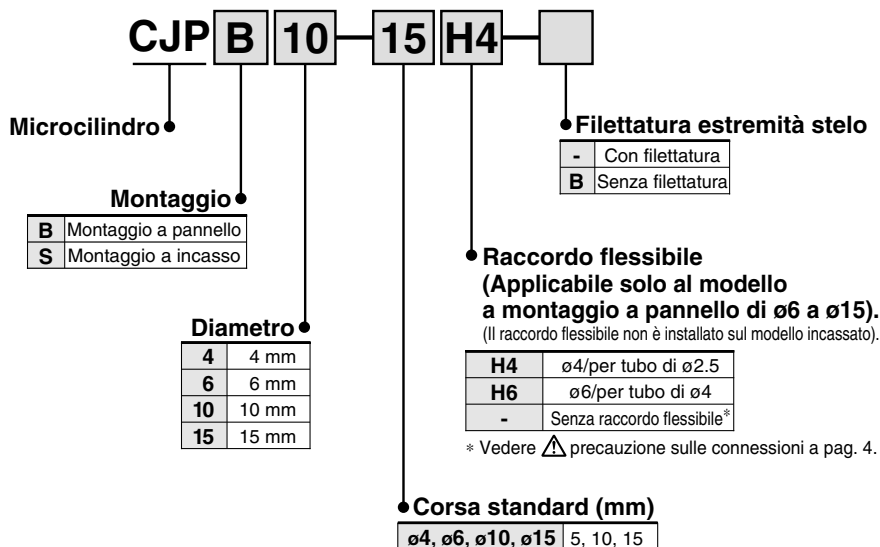 CJP B 10 — 15 H4 —
Microcilindro
Filettatura estremità stelo
- Con filettatura
B Senza filettatura
Montaggio
B Montaggio a pannello
S Montaggio a incasso
Raccordo flessibile
(Applicabile solo al modello
a montaggio a pannello di ø6 a ø15).
(Il raccordo flessibile non è installato sul modello incassato).
H4 ø4/per tubo di ø2.5
H6 ø6/per tubo di ø4
- Senza raccordo flessibile*
* Vedere ⚠ precauzione sulle connessioni a pag. 4.
Diametro
4 4 mm
6 6 mm
10 10 mm
15 15 mm
Corsa standard (mm)
ø4, ø6, ø10, ø15 5, 10, 15